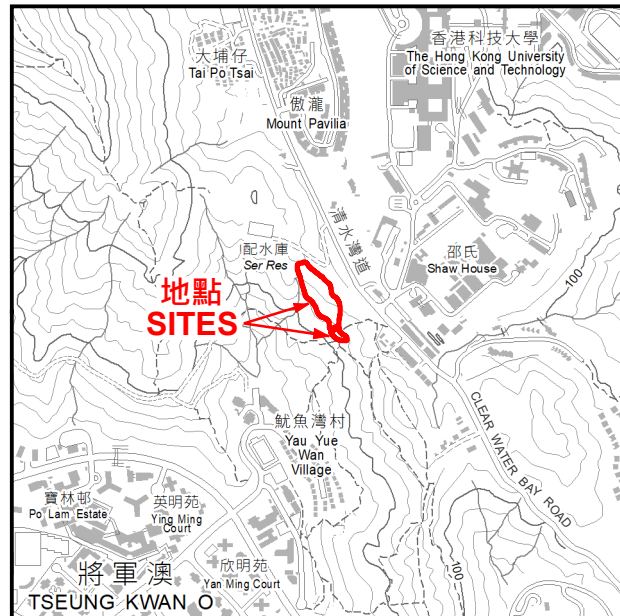 香港科技大學
The Hong Kong University
of Science and Technology
大埔仔
Tai Po Tsai
傲瀧
Mount Pavilia
清水灣道
配水庫
Ser Res
邵氏
Shaw House
100
地點
SITES
CLEAR WATER BAY ROAD
魷魚灣村
Yau Yue
Wan
Village
寶林邨
Po Lam Estate
英明苑
Ying Ming
Court
欣明苑
Yan Ming Court
100
將軍澳
TSEUNG KWAN O